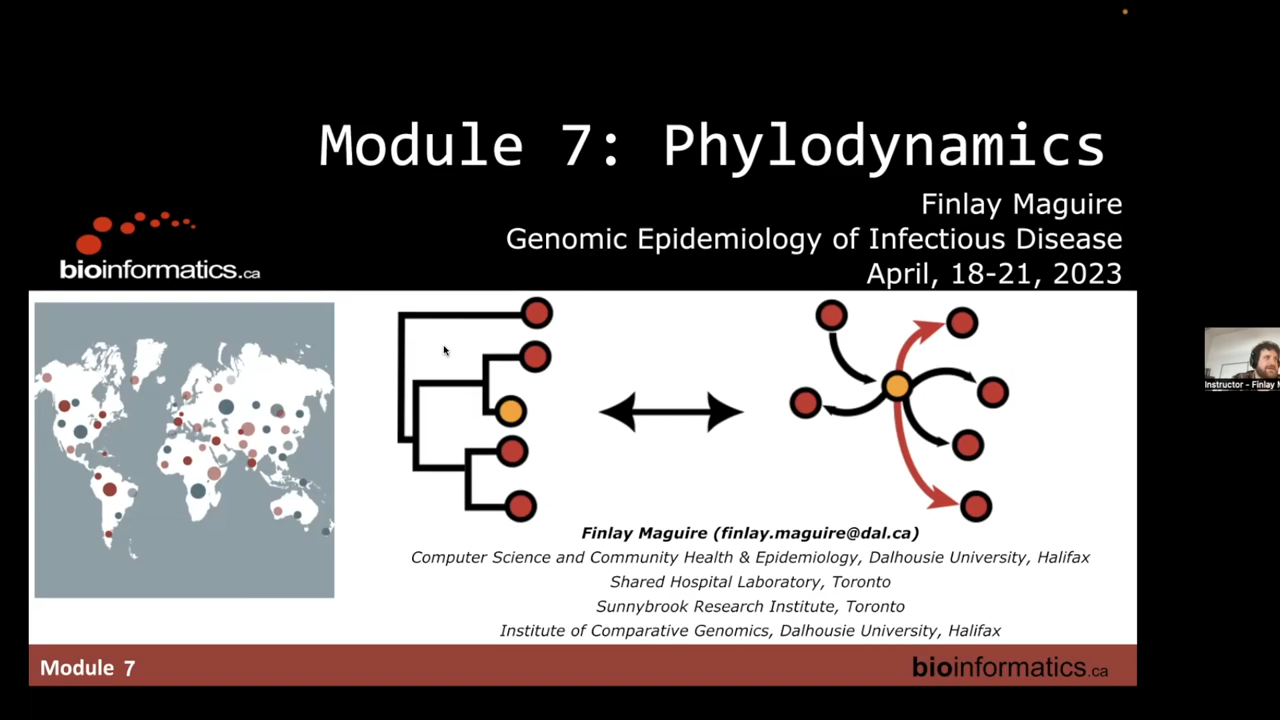 Module 7: Phylodynamics
Finlay Maguire
Genomic Epidemiology of Infectious Disease
April, 18-21, 2023
bioinformatics.ca
Finlay Maguire (finlay.maguire@dal.ca)
Computer Science and Community Health & Epidemiology, Dalhousie University, Halifax
Shared Hospital Laboratory, Toronto
Sunnybrook Research Institute, Toronto
Institute of Comparative Genomics, Dalhousie University, Halifax
Instructor - Finlay
Module 7
bioinformatics.ca